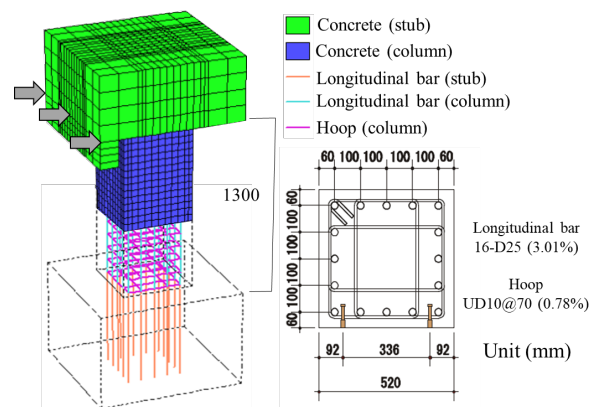 Concrete (stub)
Concrete (column)
Longitudinal bar (stub)
Longitudinal bar (column)
Hoop (column)
1300
60 100 100 100 100 60
60 100 100 100 100 60
Longitudinal bar
16-D25 (3.01%)
Hoop
UD10@70 (0.78%)
92 336 92
Unit (mm)
520